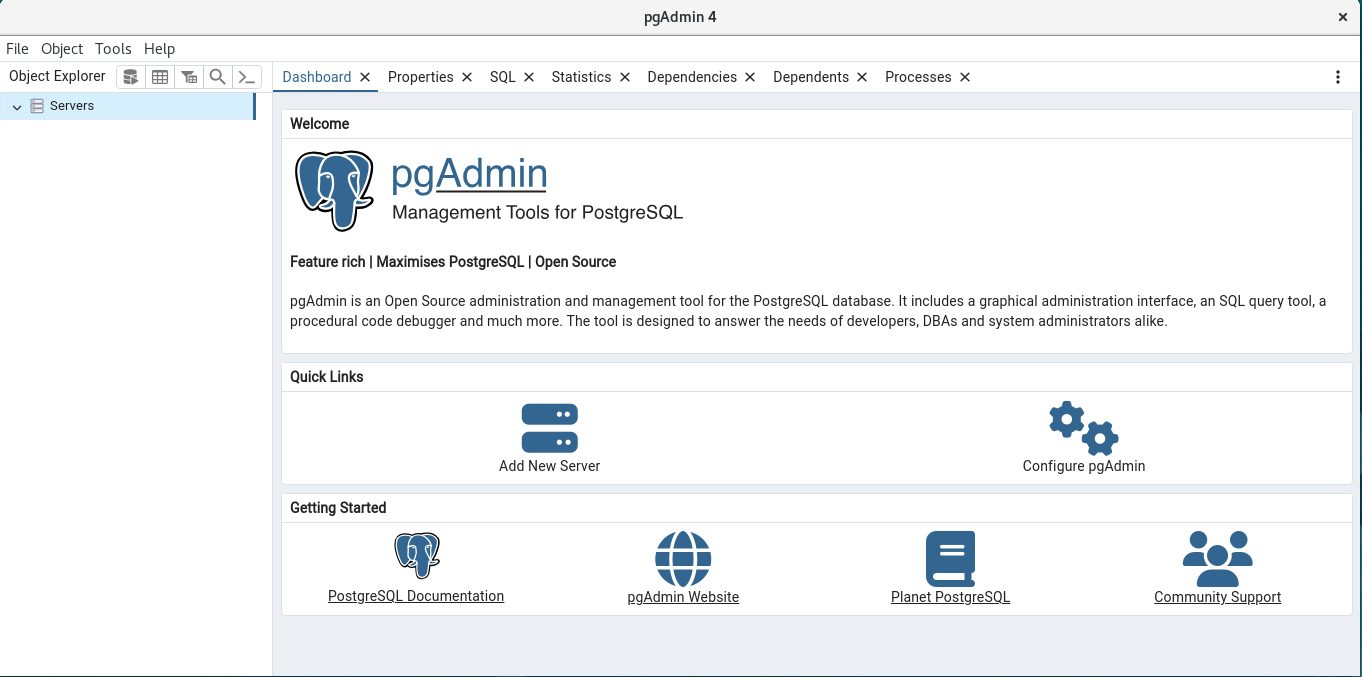 pgAdmin 4
File Object Tools Help
Object Explorer
Dashboard Properties SQL Statistics Dependencies Dependents Processes
Servers
Welcome
pgAdmin
Management Tools for PostgreSQL
Feature rich | Maximises PostgreSQL | Open Source
pgAdmin is an Open Source administration and management tool for the PostgreSQL database. It includes a graphical administration interface, an SQL query tool, a
procedural code debugger and much more. The tool is designed to answer the needs of developers, DBAs and system administrators alike.
Quick Links
Add New Server
Configure pgAdmin
Getting Started
PostgreSQL Documentation
pgAdmin Website
Planet PostgreSQL
Community Support